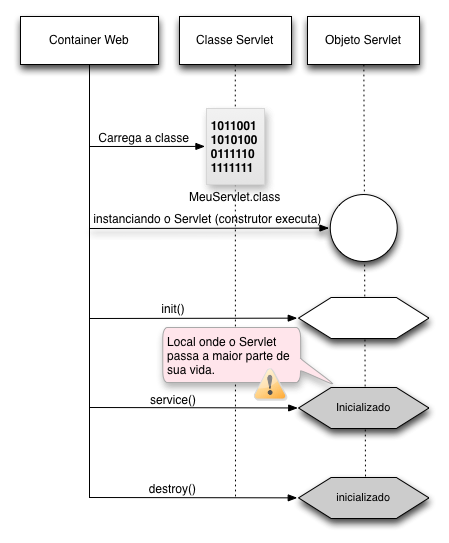 Container Web
Classe Servlet
Objeto Servlet
Carrega a classe
1011001
1010100
0111110
1111111
MeuServlet.class
instanciando o Servlet (construtor executa)
init()
Local onde o Servlet
passa a maior parte de
sua vida.
service()
Inicializado
destroy()
inicializado